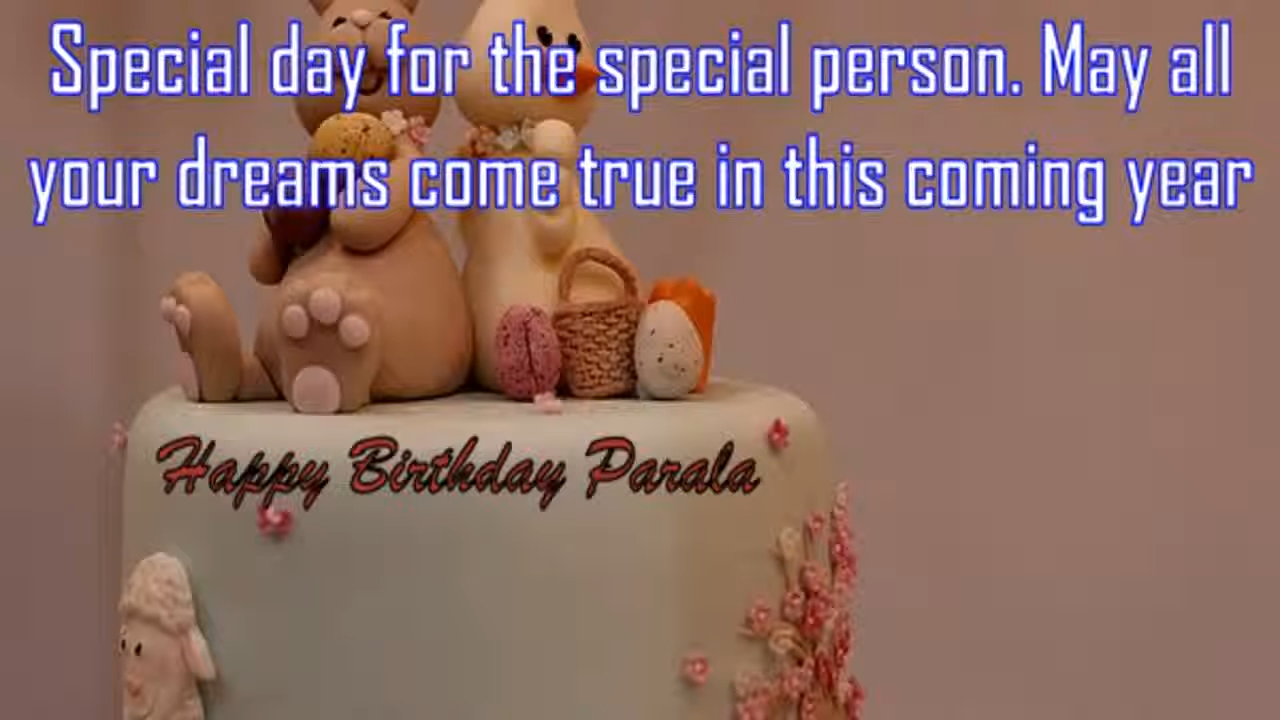 Special day for the special person. May all
your dreams come true in this coming year
Happy Birthday Parala